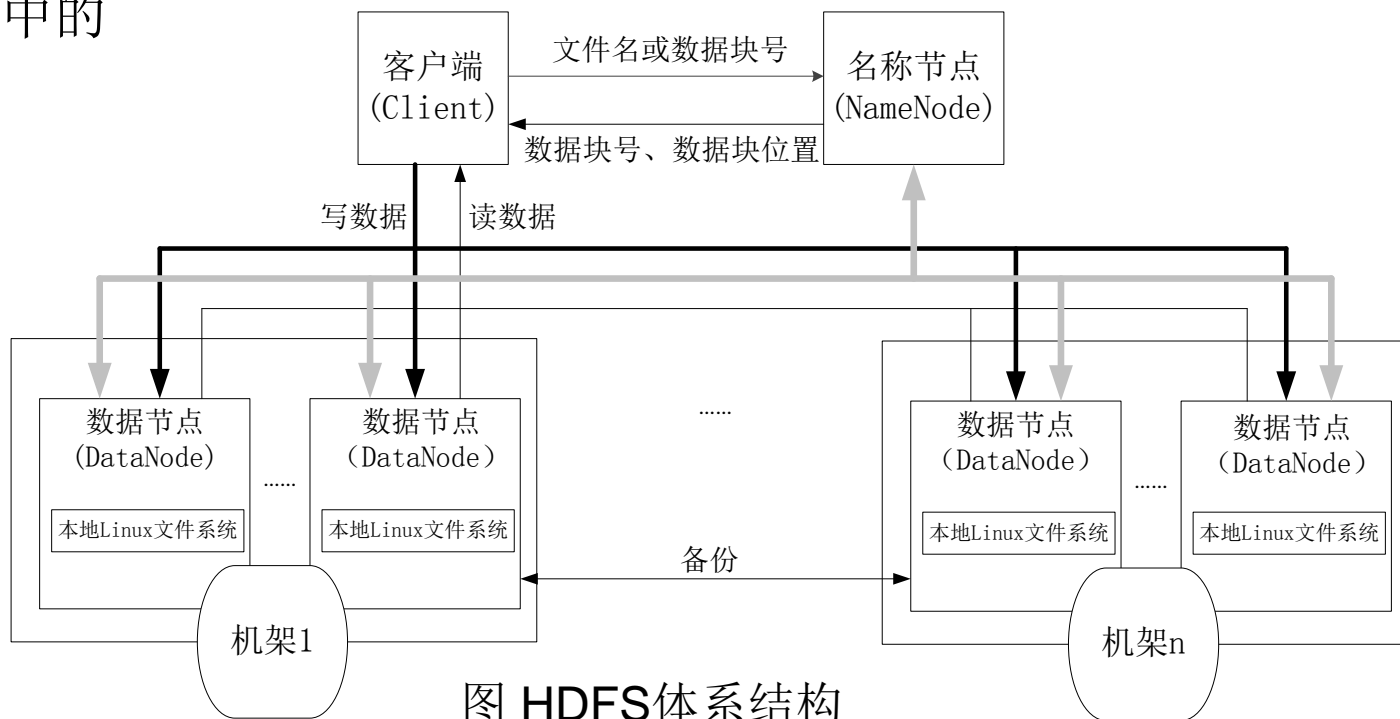 中的
客户端
(Client)
文件名或数据块号
名称节点
(NameNode)
数据块号、数据块位置
写数据
读数据
数据节点
(DataNode)
......
数据节点
（DataNode）
......
数据节点
（DataNode）
......
数据节点
（DataNode）
本地Linux文件系统
本地Linux文件系统
本地Linux文件系统
本地Linux文件系统
备份
机架1
机架n
图 HDFS体系结构